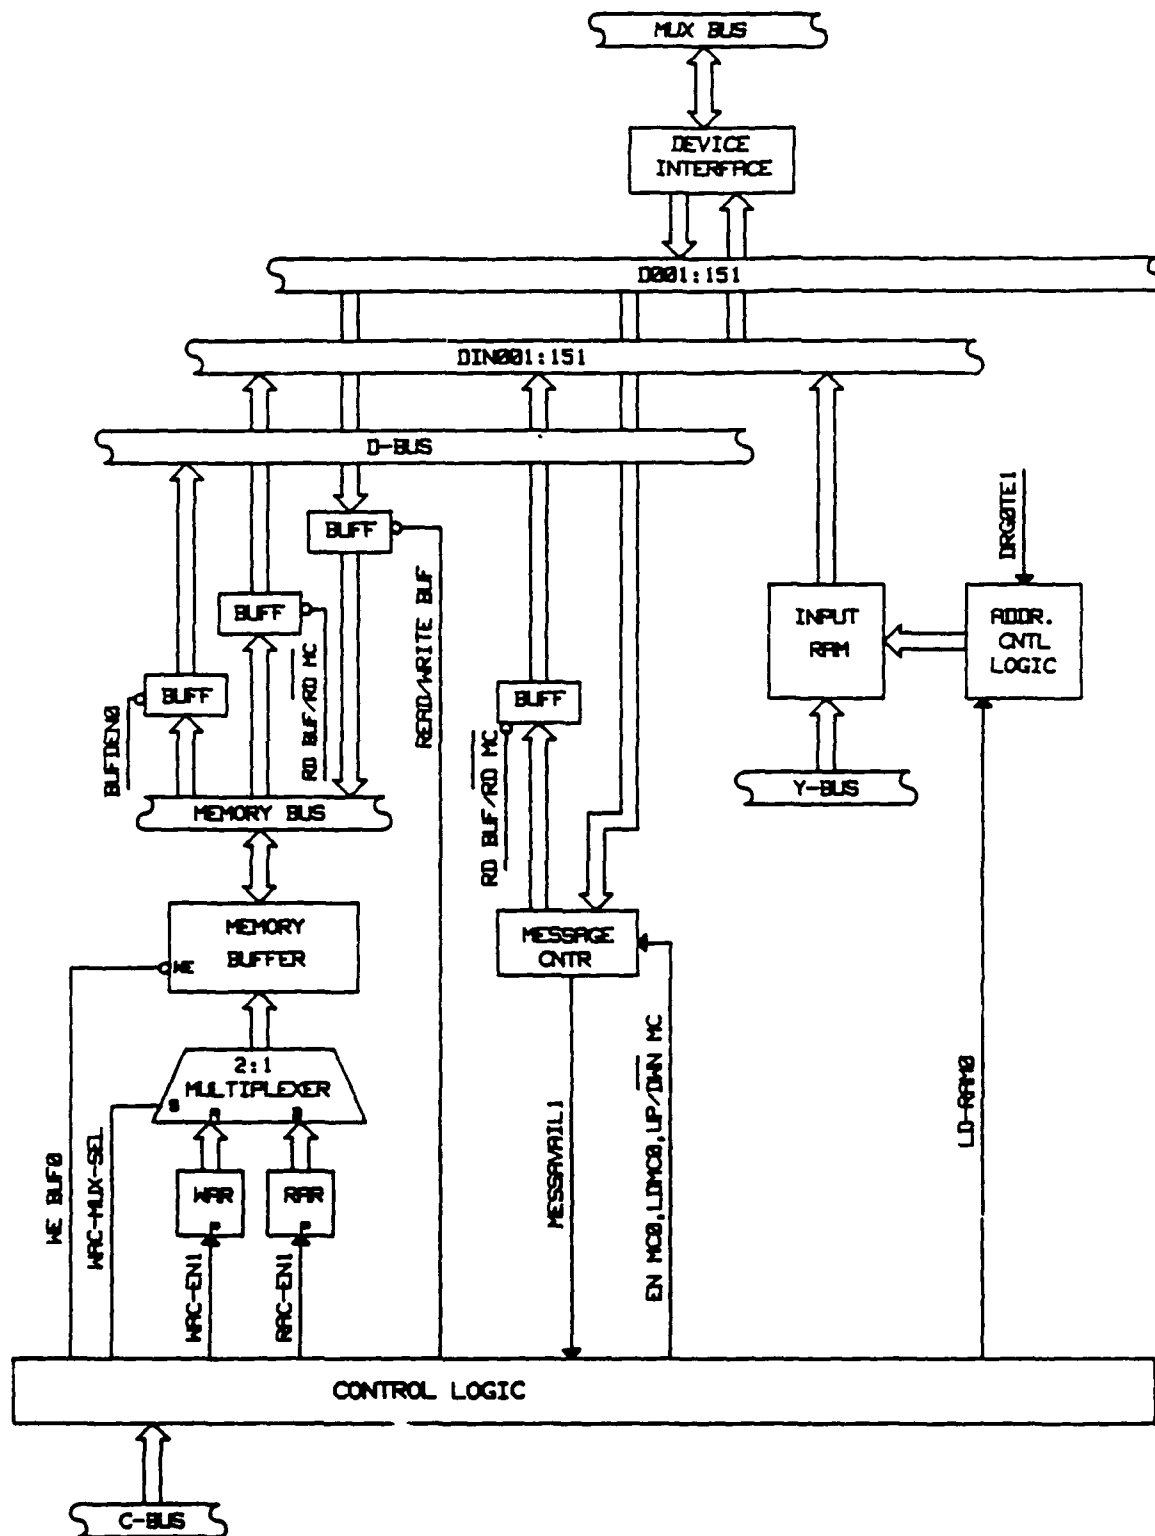 MUX BUS
DEVICE
INTERFACE
D001:151
DIN001:151
D-BUS
BUFF
BUFF
BUFF
BUFF
BUFDEN0
RD BUF/RD MC
READ/WRITE BUF
RD BUF/RD MC
DRG0TE1
INPUT
RAM
ADDR.
CNTL
LOGIC
Y-BUS
MEMORY BUS
MEMORY
BUFFER
WE
MESSAGE
CNTR
2:1
MULTIPLEXER
S
WAR
RAR
WE BUF0
WAC-MUX-SEL
WAC-EN1
RAC-EN1
MESSAVAIL1
EN MC0,LDMC0,UP/DWN MC
LD-RAM0
CONTROL LOGIC
C-BUS